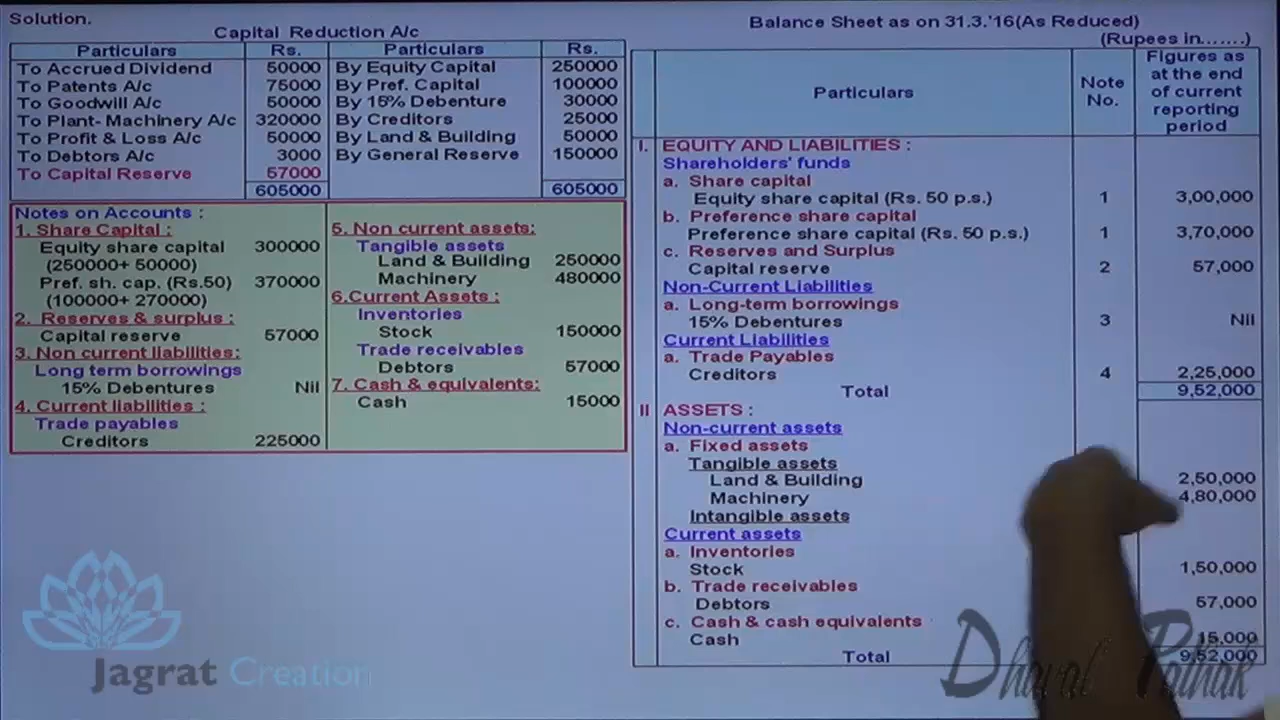 Solution.
Capital Reduction A/c
Particulars Rs. Particulars Rs.
To Accrued Dividend 50000 By Equity Capital 250000
To Patents A/c 75000 By Pref. Capital 100000
To Goodwill A/c 50000 By 15% Debenture 30000
To Plant- Machinery A/c 320000 By Creditors 25000
To Profit & Loss A/c 50000 By Land & Building 50000
To Debtors A/c 3000 By General Reserve 150000
To Capital Reserve 57000
605000 605000
Notes on Accounts :
1. Share Capital :
Equity share capital 300000
(250000+ 50000)
Pref. sh. cap. (Rs.50) 370000
(100000+ 270000)
2. Reserves & surplus :
Capital reserve 57000
3. Non current liabilities:
Long term borrowings
15% Debentures Nil
4. Current liabilities :
Trade payables
Creditors 225000
5. Non current assets:
Tangible assets
Land & Building 250000
Machinery 480000
6.Current Assets :
Inventories
Stock 150000
Trade receivables
Debtors 57000
7. Cash & equivalents:
Cash 15000
Balance Sheet as on 31.3.'16(As Reduced)
(Rupees in.......)
Particulars Note No. Figures as at the end of current reporting period
I. EQUITY AND LIABILITIES :
Shareholders' funds
a. Share capital
Equity share capital (Rs. 50 p.s.) 1 3,00,000
b. Preference share capital
Preference share capital (Rs. 50 p.s.) 1 3,70,000
c. Reserves and Surplus
Capital reserve 2 57,000
Non-Current Liabilities
a. Long-term borrowings
15% Debentures 3 Nil
Current Liabilities
a. Trade Payables
Creditors 4 2,25,000
Total 9,52,000
II ASSETS :
Non-current assets
a. Fixed assets
Tangible assets
Land & Building 2,50,000
Machinery 4,80,000
Intangible assets
Current assets
a. Inventories
Stock 1,50,000
b. Trade receivables
Debtors 57,000
c. Cash & cash equivalents
Cash 15,000
Total 9,52,000
Jagrat Creation
Dhaval Pathak